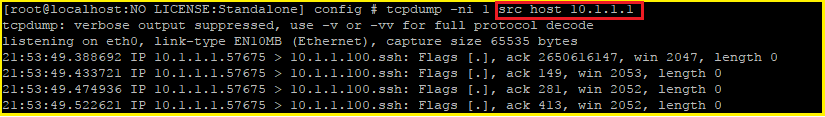 [root@localhost:NO LICENSE:Standalone] config # tcpdump -ni 1 src host 10.1.1.1
tcpdump: verbose output suppressed, use -v or -vv for full protocol decode
listening on eth0, link-type EN10MB (Ethernet), capture size 65535 bytes
21:53:49.388692 IP 10.1.1.1.57675 > 10.1.1.100.ssh: Flags [.], ack 2650616147, win 2047, length 0
21:53:49.433721 IP 10.1.1.1.57675 > 10.1.1.100.ssh: Flags [.], ack 149, win 2053, length 0
21:53:49.474936 IP 10.1.1.1.57675 > 10.1.1.100.ssh: Flags [.], ack 281, win 2052, length 0
21:53:49.522621 IP 10.1.1.1.57675 > 10.1.1.100.ssh: Flags [.], ack 413, win 2052, length 0